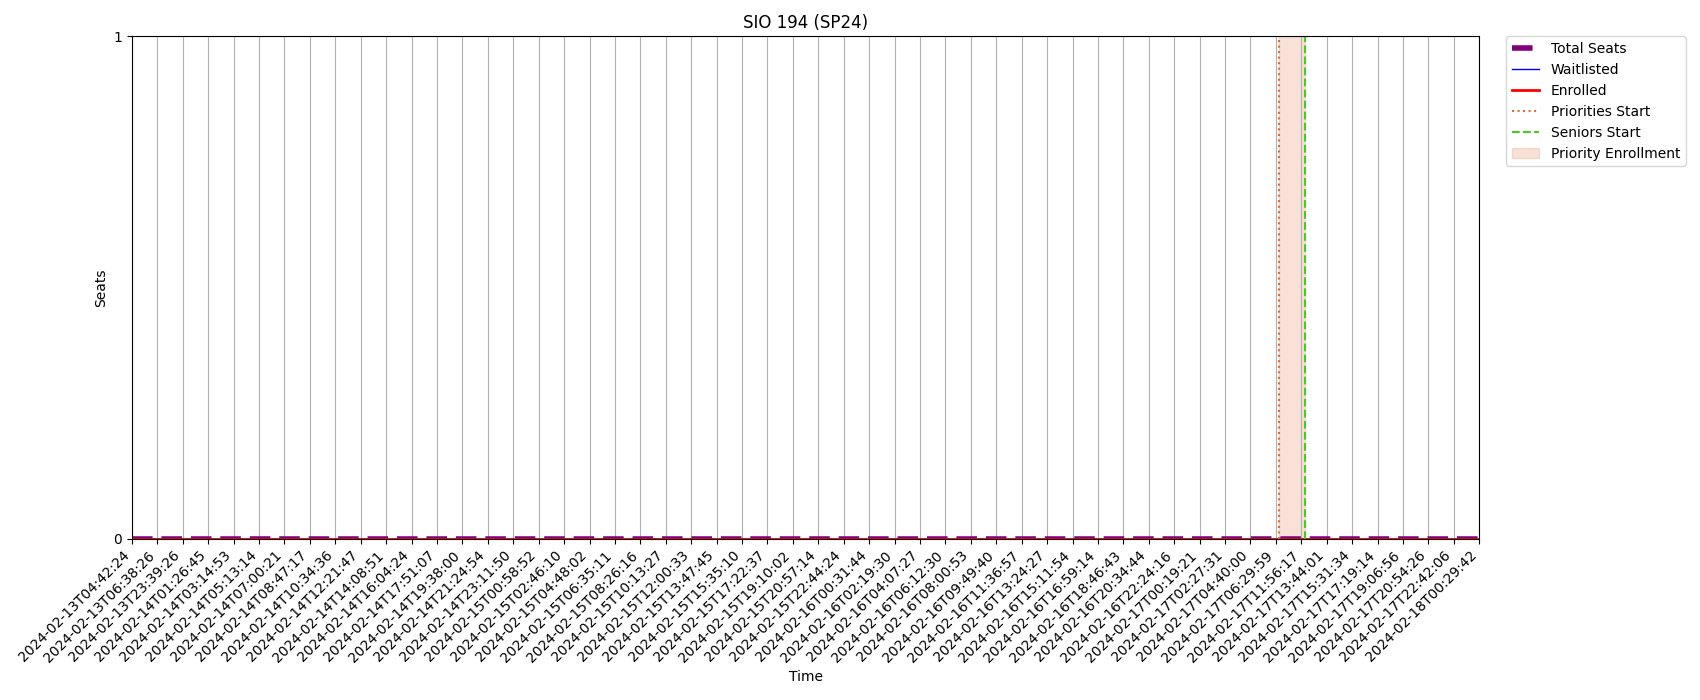 SIO 194 (SP24)
1
0
Seats
Total Seats
Waitlisted
Enrolled
Priorities Start
Seniors Start
Priority Enrollment
2024-02-13T04:42:24
2024-02-13T06:38:26
2024-02-13T23:39:26
2024-02-14T01:26:45
2024-02-14T03:14:53
2024-02-14T05:13:14
2024-02-14T07:00:21
2024-02-14T08:47:17
2024-02-14T10:34:36
2024-02-14T12:21:47
2024-02-14T14:08:51
2024-02-14T16:04:24
2024-02-14T17:51:07
2024-02-14T19:38:00
2024-02-14T21:24:54
2024-02-14T23:11:50
2024-02-15T00:58:52
2024-02-15T02:46:10
2024-02-15T04:48:02
2024-02-15T06:35:11
2024-02-15T08:26:16
2024-02-15T10:13:27
2024-02-15T12:00:33
2024-02-15T13:47:45
2024-02-15T15:35:10
2024-02-15T17:22:37
2024-02-15T19:10:02
2024-02-15T20:57:14
2024-02-15T22:44:24
2024-02-16T00:31:44
2024-02-16T02:19:30
2024-02-16T04:07:27
2024-02-16T06:12:30
2024-02-16T08:00:53
2024-02-16T09:49:40
2024-02-16T11:36:57
2024-02-16T13:24:27
2024-02-16T15:11:54
2024-02-16T16:59:14
2024-02-16T18:46:43
2024-02-16T20:34:44
2024-02-16T22:24:16
2024-02-17T00:19:21
2024-02-17T02:27:31
2024-02-17T04:40:00
2024-02-17T06:29:59
2024-02-17T11:56:17
2024-02-17T13:44:01
2024-02-17T15:31:34
2024-02-17T17:19:14
2024-02-17T19:06:56
2024-02-17T20:54:26
2024-02-17T22:42:06
2024-02-18T00:29:42
Time